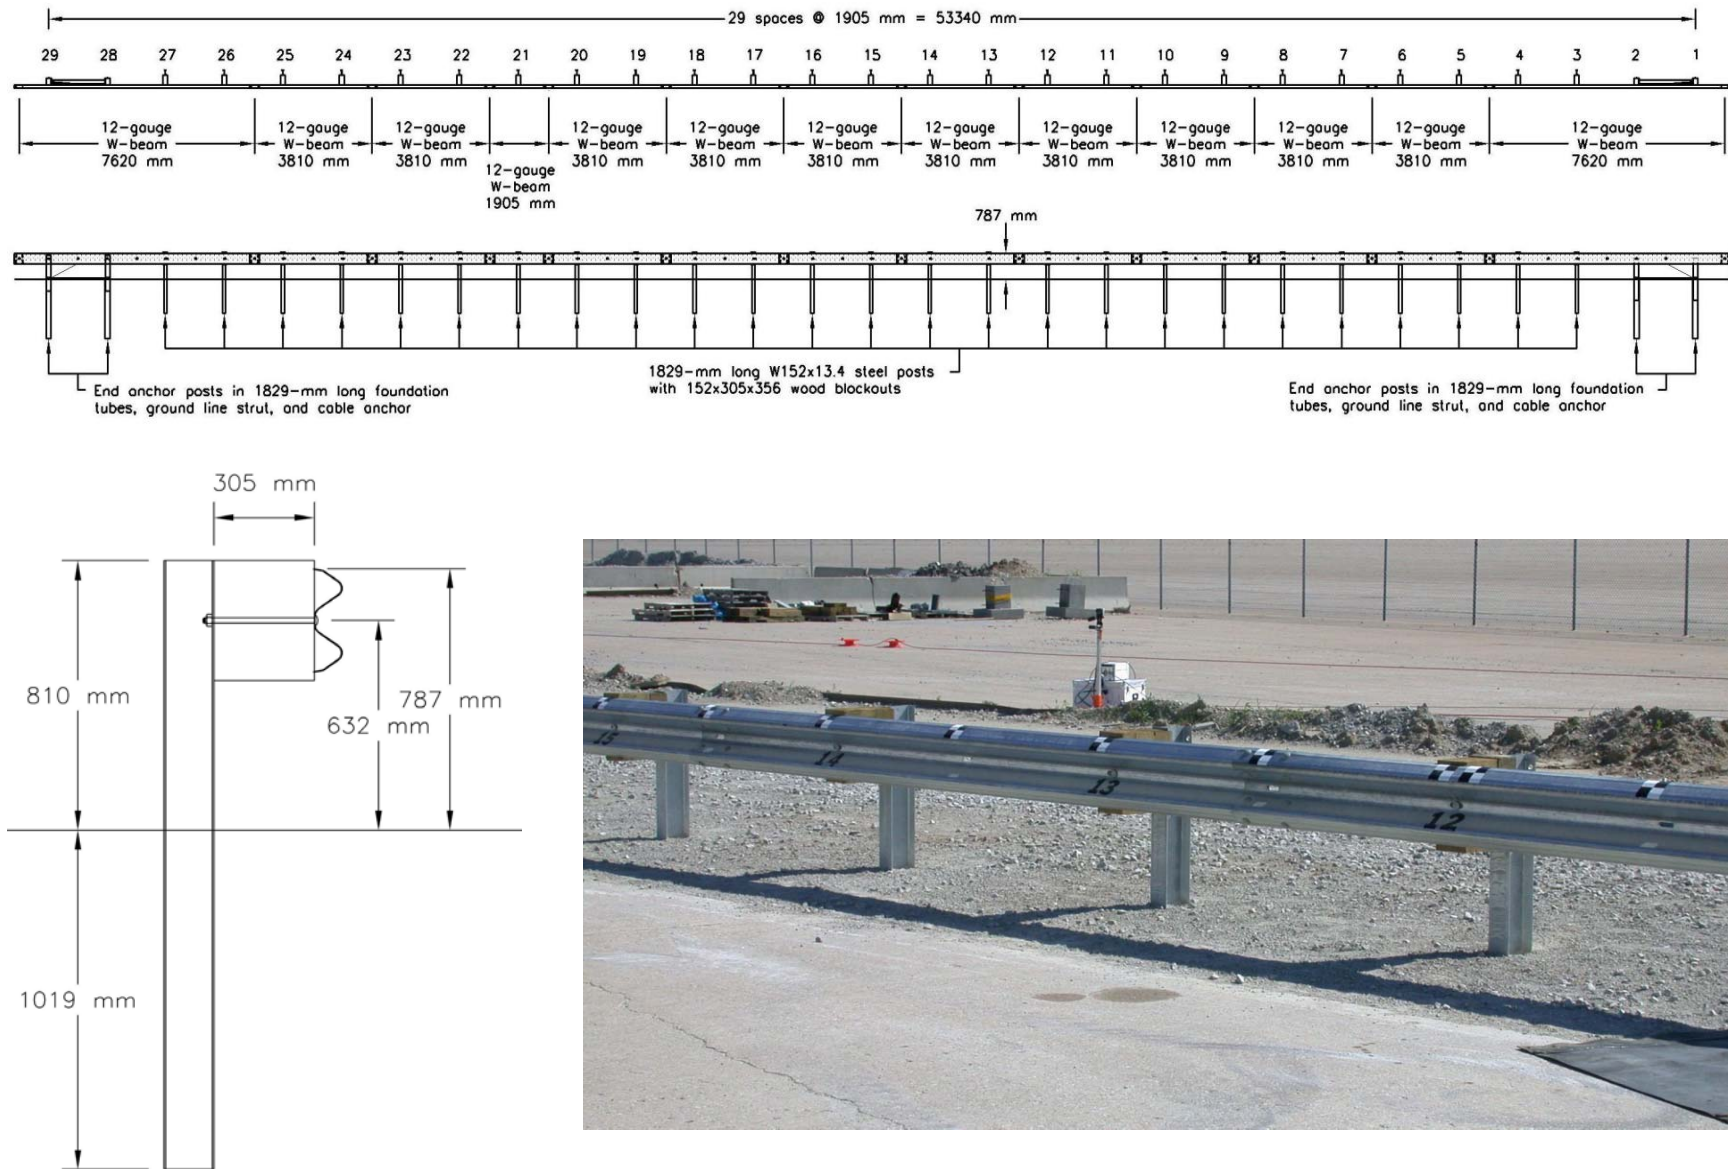 29 spaces @ 1905 mm = 53340 mm
29 28 27 26 25 24 23 22 21 20 19 18 17 16 15 14 13 12 11 10 9 8 7 6 5 4 3 2 1
12-gauge 12-gauge 12-gauge 12-gauge 12-gauge 12-gauge 12-gauge 12-gauge 12-gauge 12-gauge 12-gauge 12-gauge
W-beam W-beam W-beam W-beam W-beam W-beam W-beam W-beam W-beam W-beam W-beam W-beam
7620 mm 3810 mm 3810 mm 3810 mm 3810 mm 3810 mm 3810 mm 3810 mm 3810 mm 3810 mm 3810 mm 7620 mm
12-gauge
W-beam
1905 mm
787 mm
End anchor posts in 1829-mm long foundation
tubes, ground line strut, and cable anchor
1829-mm long W152x13.4 steel posts
with 152x305x356 wood blockouts
End anchor posts in 1829-mm long foundation
tubes, ground line strut, and cable anchor
305 mm
810 mm
787 mm
632 mm
1019 mm
15
14
13
12